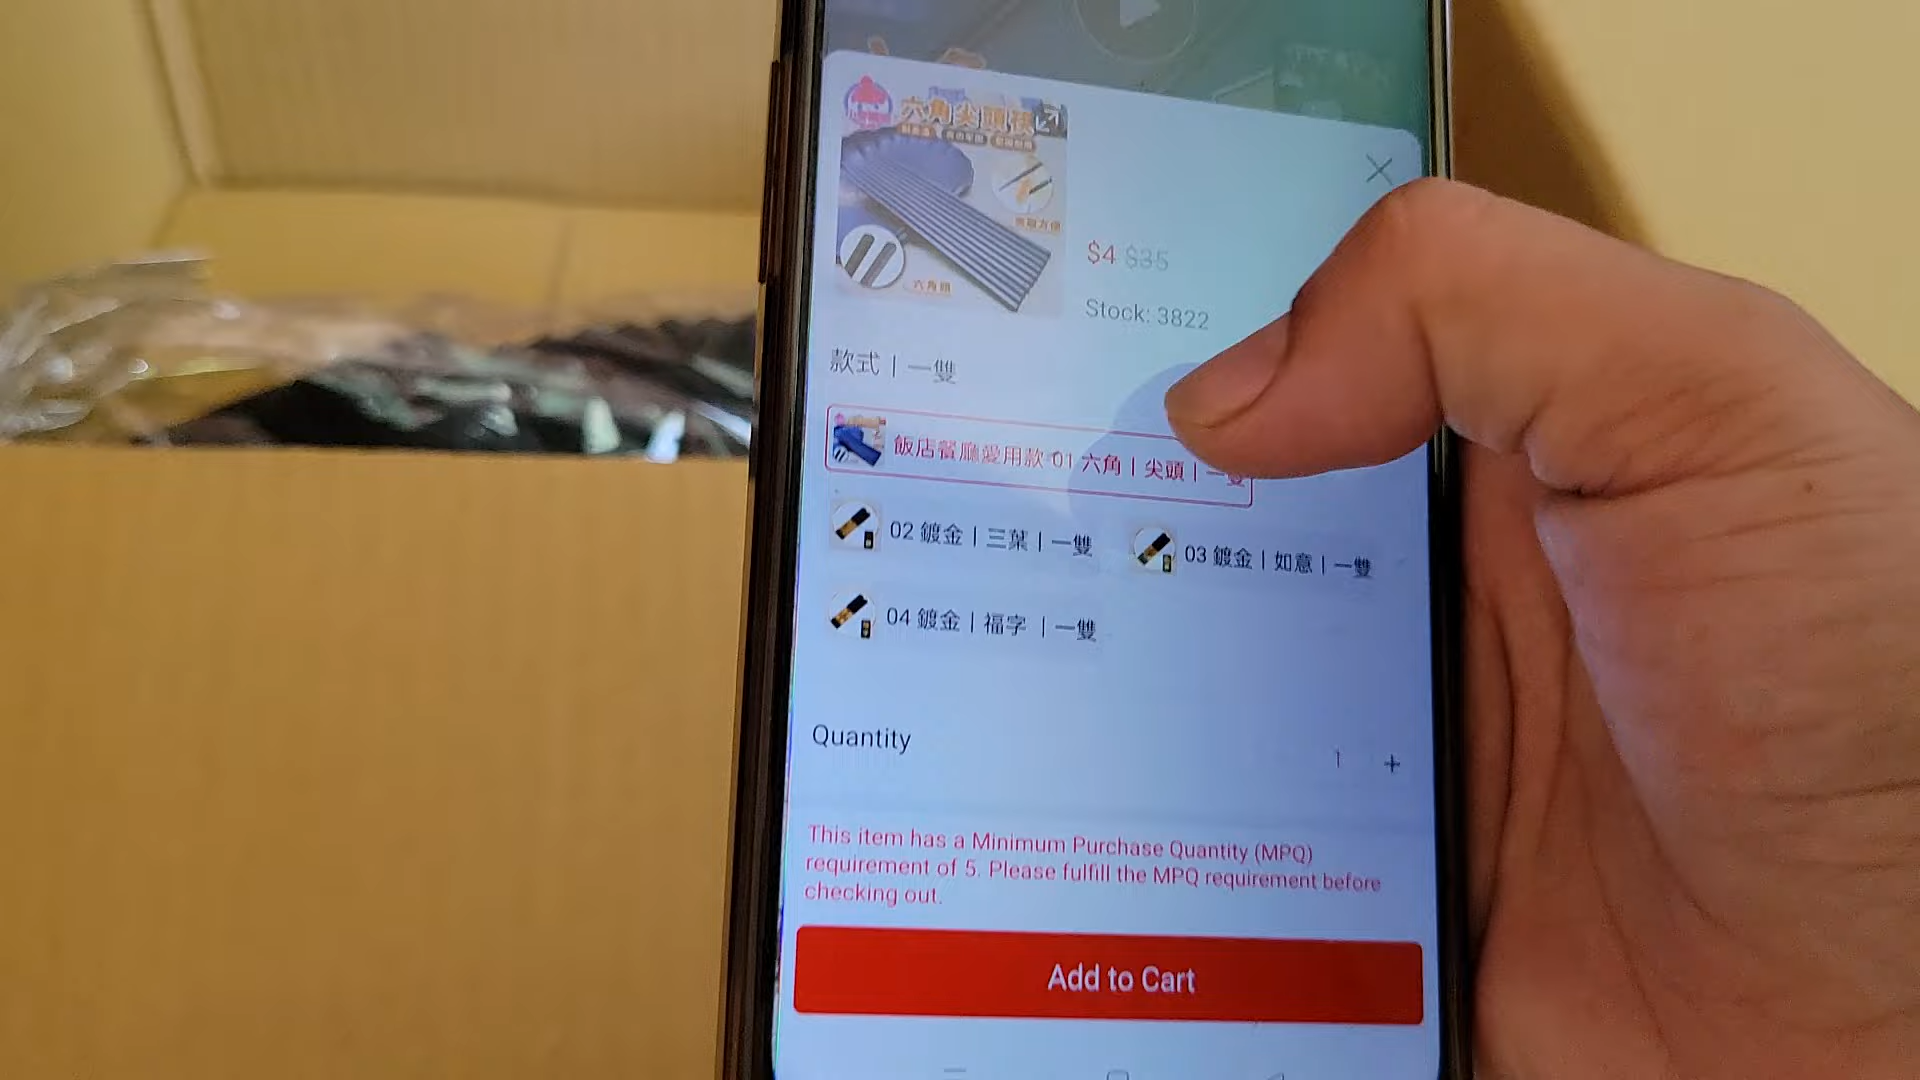 六角尖頭筷
六角頭
$4 $35
Stock: 3822
款式 | 一雙
飯店餐廳愛用款 01 六角 | 尖頭 | 一雙
02 鍍金 | 三葉 | 一雙
03 鍍金 | 如意 | 一雙
04 鍍金 | 福字 | 一雙
Quantity
1 +
This item has a Minimum Purchase Quantity (MPQ)
requirement of 5. Please fulfill the MPQ requirement before
checking out.
Add to Cart